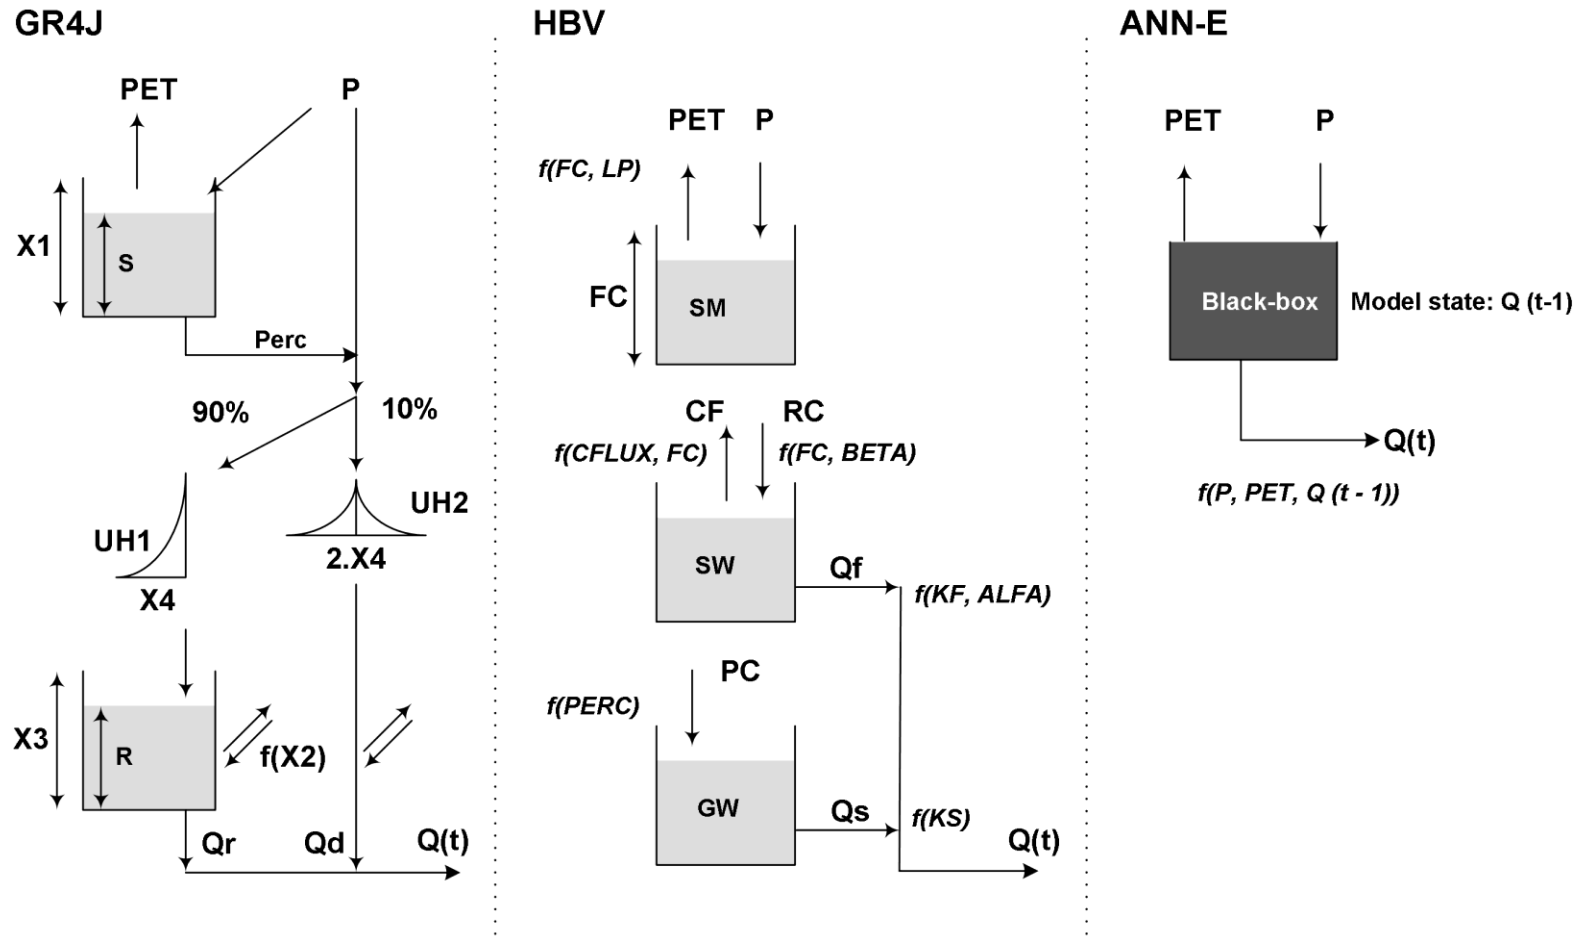 GR4J
PET
P
X1
S
Perc
90%
10%
UH1
UH2
X4
2.X4
X3
R
f(X2)
Qr
Qd
Q(t)
HBV
PET
P
f(FC, LP)
FC
SM
CF
RC
f(CFLUX, FC)
f(FC, BETA)
SW
Qf
f(KF, ALFA)
PC
f(PERC)
GW
Qs
f(KS)
Q(t)
ANN-E
PET
P
Black-box
Model state: Q (t-1)
Q(t)
f(P, PET, Q (t - 1))